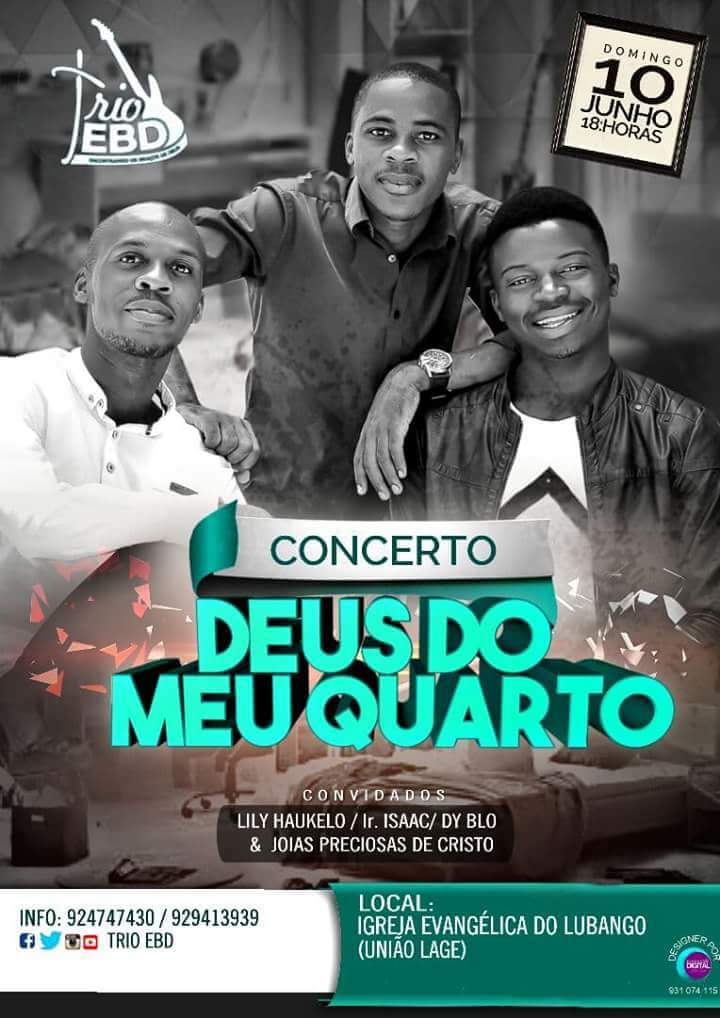 Trio
EBD
DOMINGO
10
JUNHO
18:HORAS
CONCERTO
DEUS DO
MEU QUARTO
CONVIDADOS
LILY HAUKELO / Ir. ISAAC/ DY BLO
& JOIAS PRECIOSAS DE CRISTO
INFO: 924747430 / 929413939
TRIO EBD
LOCAL:
IGREJA EVANGÉLICA DO LUBANGO
(UNIÃO LAGE)
DESIGNER POR
DIGITAL
931 074 115